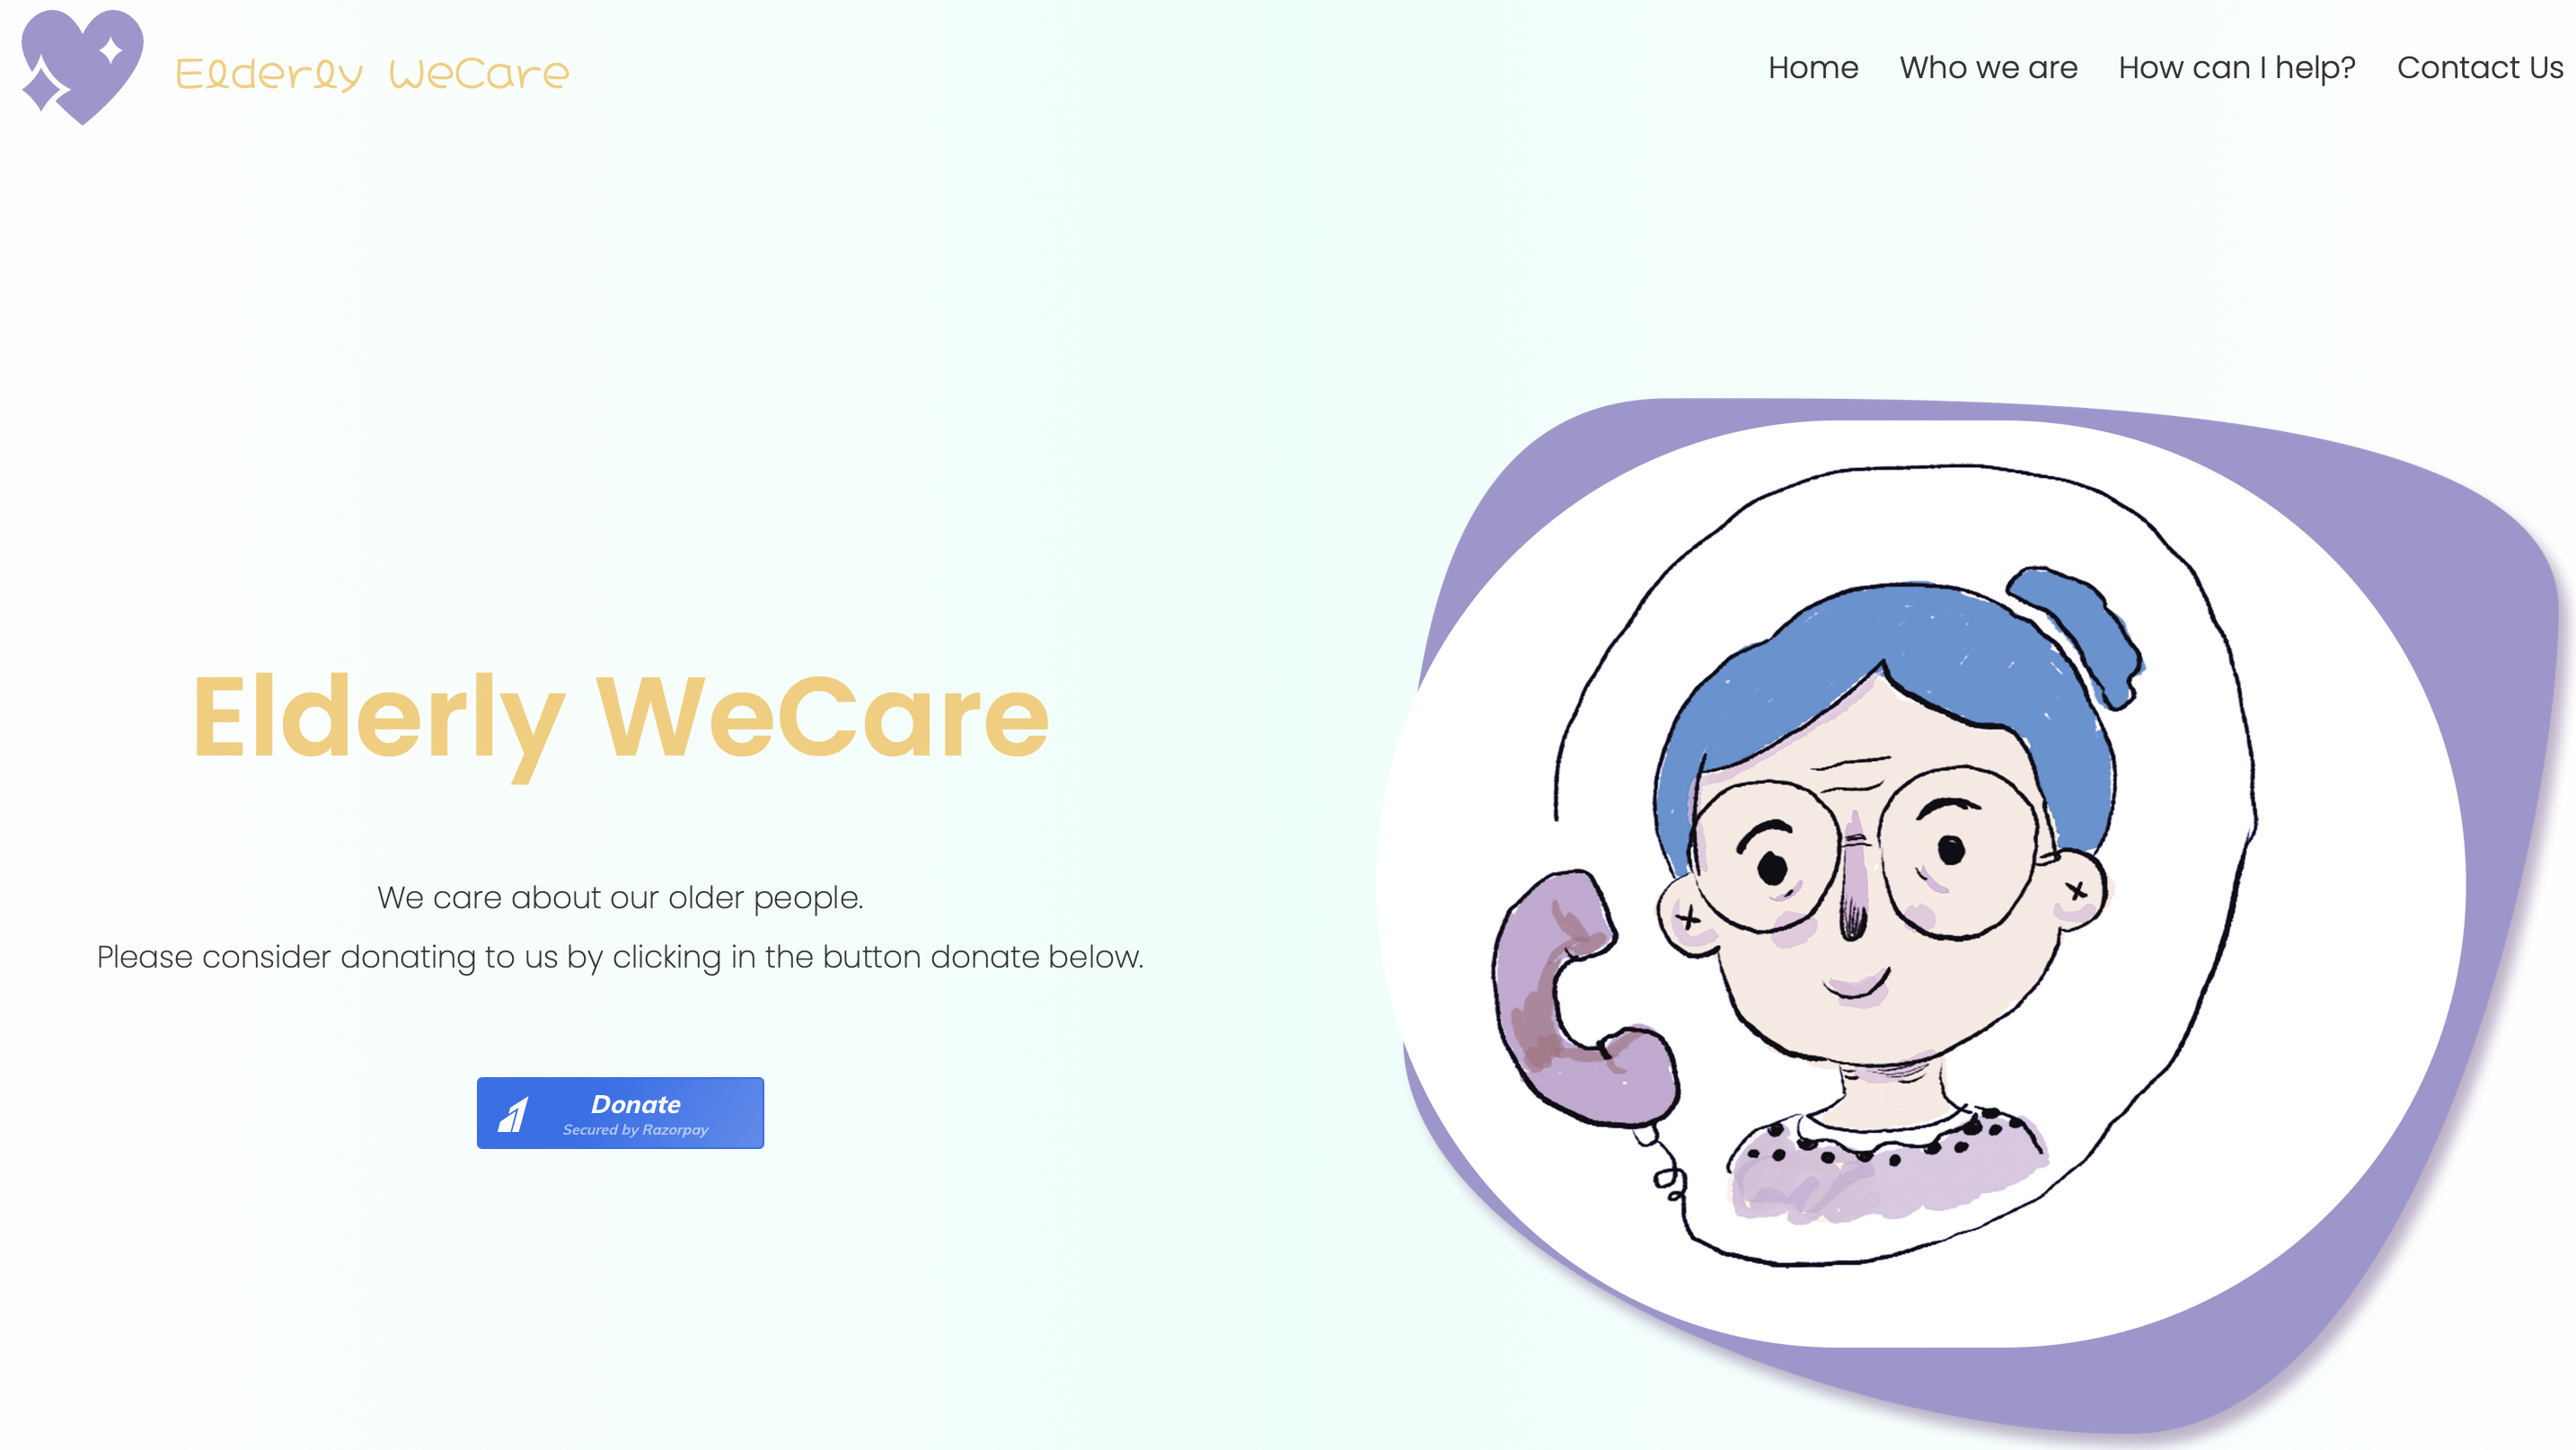 Elderly WeCare
Home Who we are How can I help? Contact Us
Elderly WeCare
We care about our older people.
Please consider donating to us by clicking in the button donate below.
Donate
Secured by Razorpay